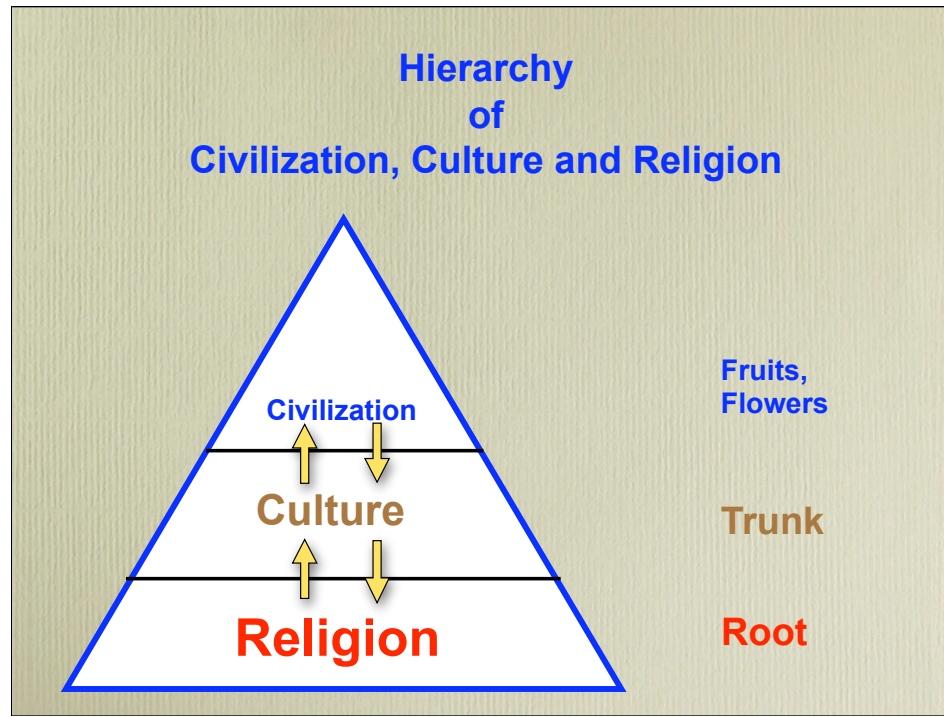 Hierarchy
of
Civilization, Culture and Religion
Fruits,
Flowers
Civilization
Culture
Trunk
Religion
Root